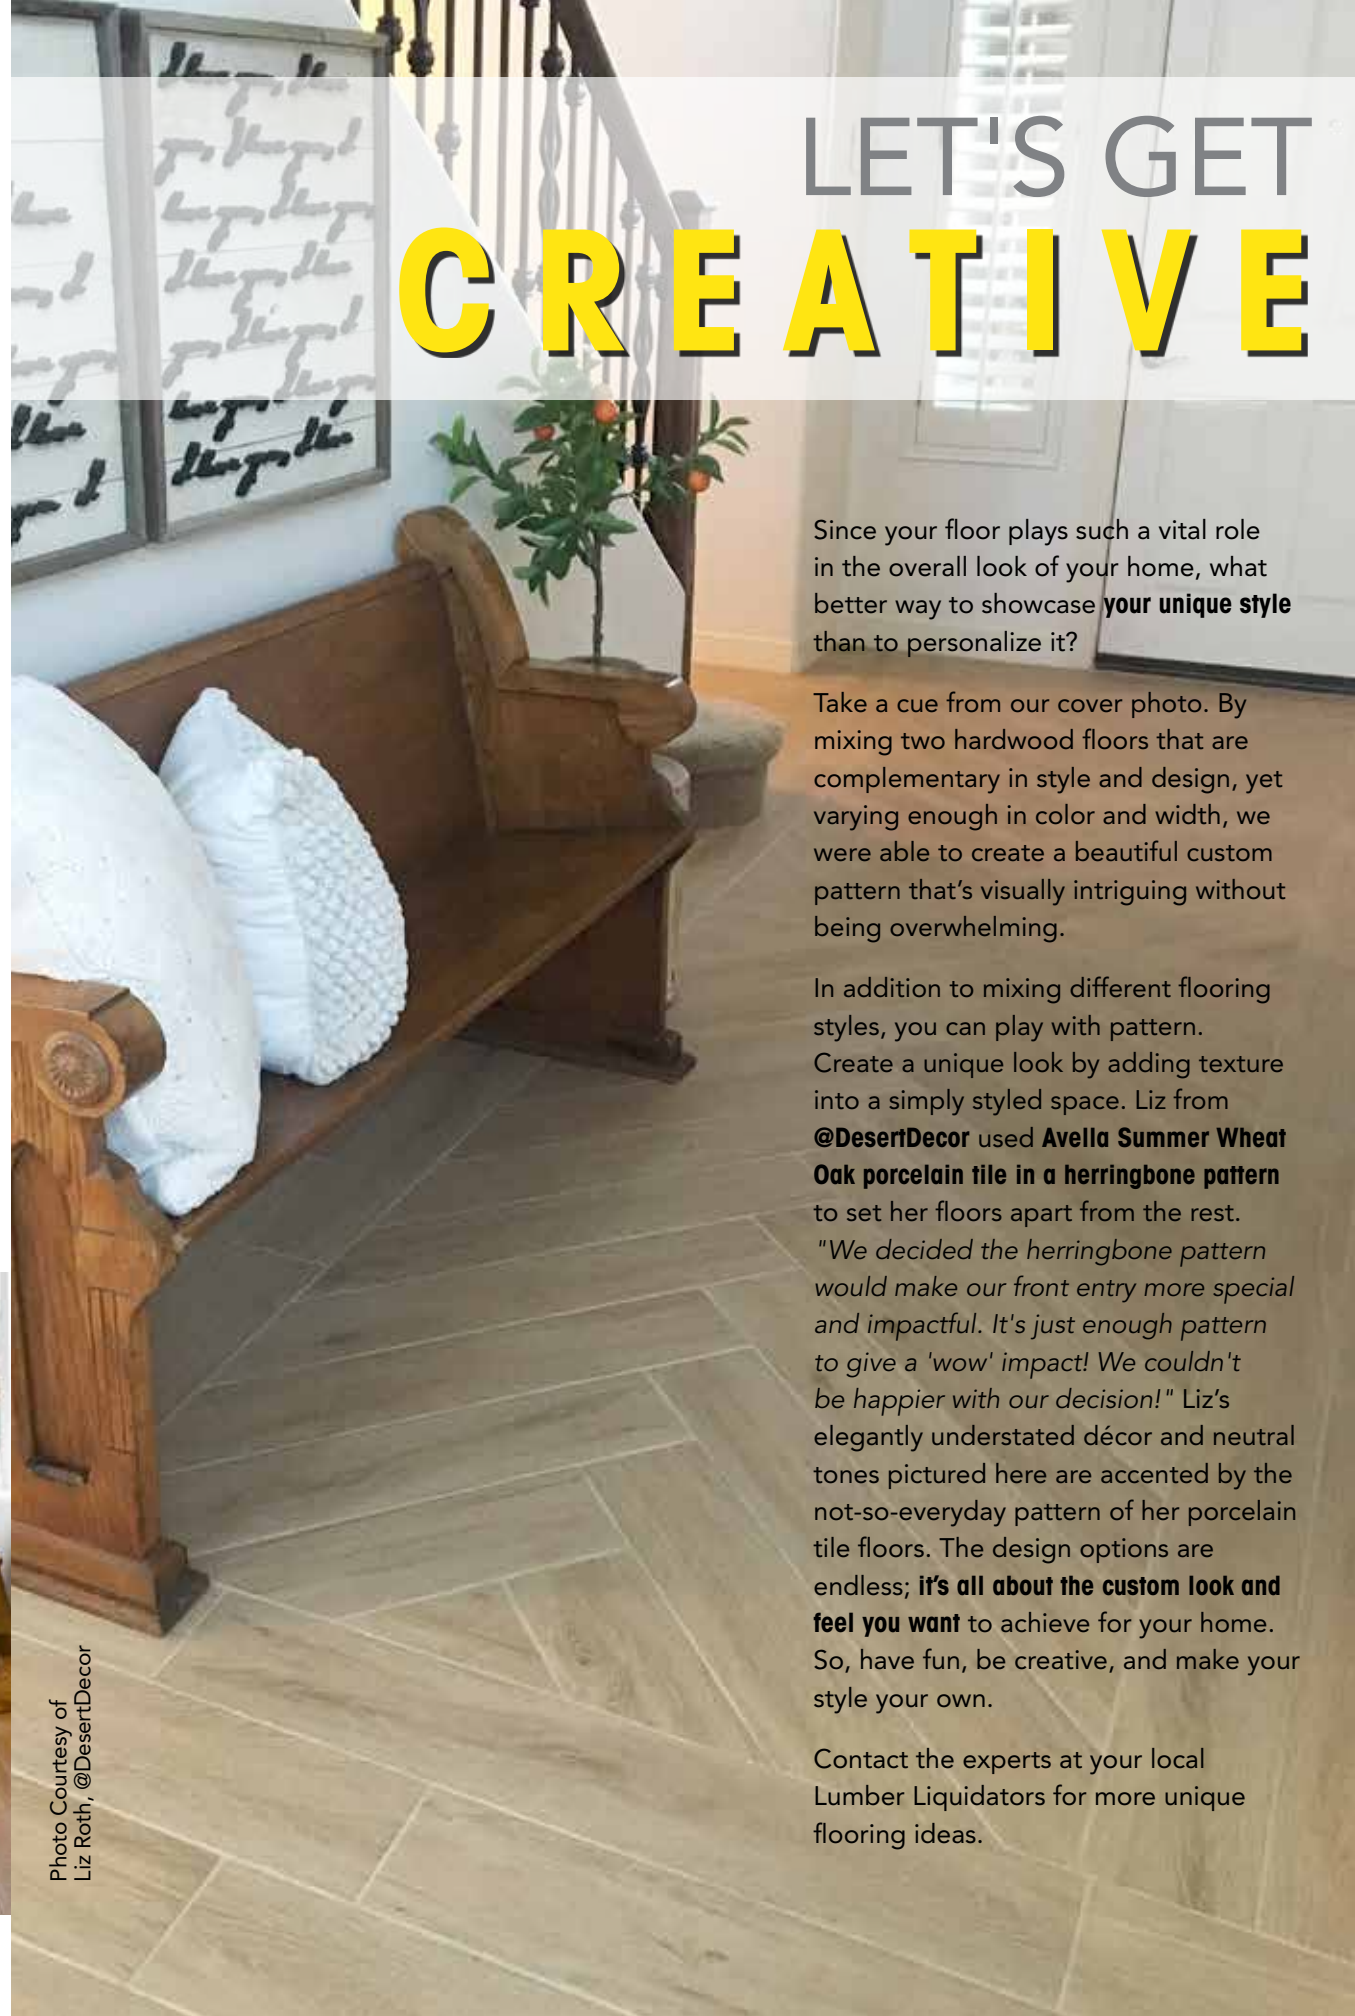 LET'S GET
CREATIVE
Since your floor plays such a vital role
in the overall look of your home, what
better way to showcase your unique style
than to personalize it?
Take a cue from our cover photo. By
mixing two hardwood floors that are
complementary in style and design, yet
varying enough in color and width, we
were able to create a beautiful custom
pattern that’s visually intriguing without
being overwhelming.
In addition to mixing different flooring
styles, you can play with pattern.
Create a unique look by adding texture
into a simply styled space. Liz from
@DesertDecor used Avella Summer Wheat
Oak porcelain tile in a herringbone pattern
to set her floors apart from the rest.
"We decided the herringbone pattern
would make our front entry more special
and impactful. It's just enough pattern
to give a 'wow' impact! We couldn't
be happier with our decision!" Liz’s
elegantly understated décor and neutral
tones pictured here are accented by the
not-so-everyday pattern of her porcelain
tile floors. The design options are
endless; it’s all about the custom look and
feel you want to achieve for your home.
So, have fun, be creative, and make your
style your own.
Contact the experts at your local
Lumber Liquidators for more unique
flooring ideas.
Photo Courtesy of
Liz Roth, @DesertDecor